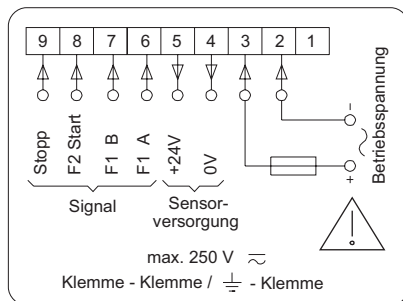 9 8 7 6 5 4 3 2 1
Stopp
F2 Start
F1 B
F1 A
+24V
0V
Signal
Sensor-
versorgung
−
+
Betriebsspannung
max. 250 V
Klemme - Klemme / - Klemme